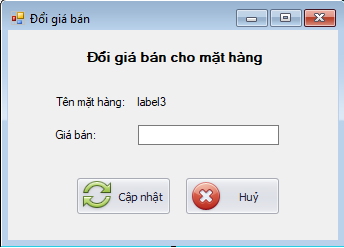 Đổi giá bán
Đổi giá bán cho mặt hàng
Tên mặt hàng: label3
Giá bán:
Cập nhật Huỷ